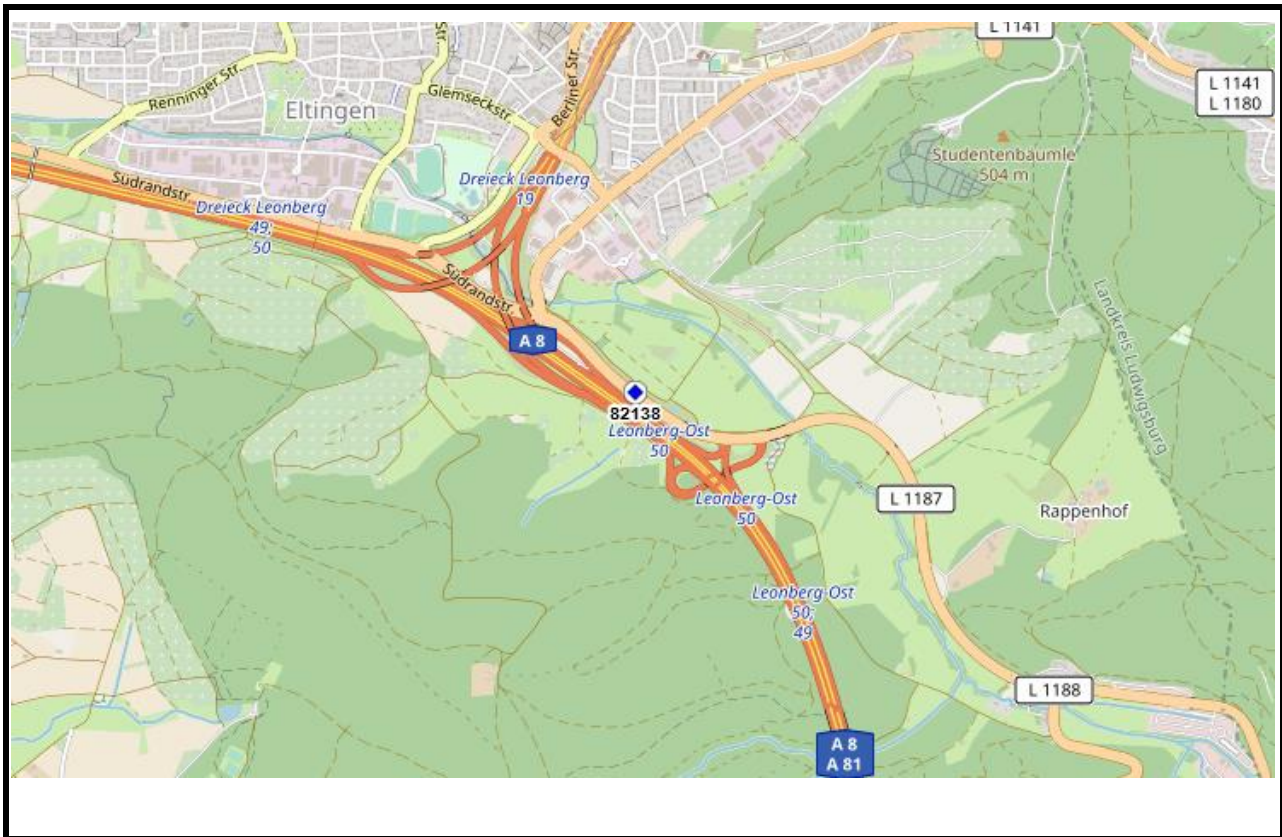 L 1141
L 1141
L 1180
Renninger Str.
Str.
Berliner Str.
Glemseckstr.
Eltingen
Studentenbäumle
504 m
Südrandstr.
Dreieck Leonberg
19
Dreieck Leonberg
49;
50
Südrandstr.
Landkreis Ludwigsburg
A 8
82138
Leonberg-Ost
50
Leonberg-Ost
50
L 1187
Rappenhof
Leonberg-Ost
50;
49
L 1188
A 8
A 81